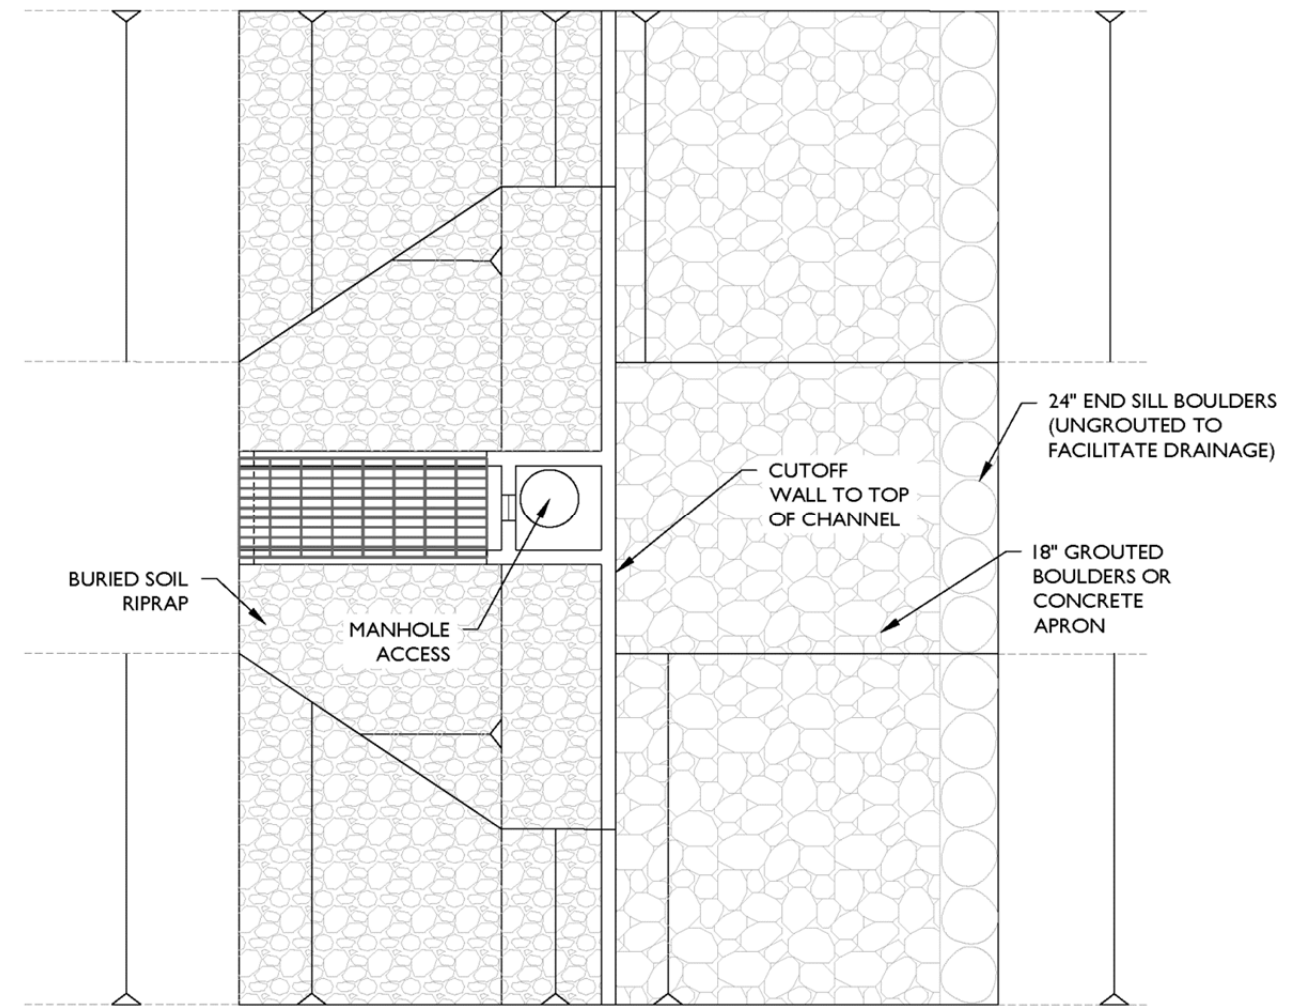 24" END SILL BOULDERS
(UNGROUTED TO
FACILITATE DRAINAGE)
CUTOFF
WALL TO TOP
OF CHANNEL
18" GROUTED
BOULDERS OR
CONCRETE
APRON
BURIED SOIL
RIPRAP
MANHOLE
ACCESS